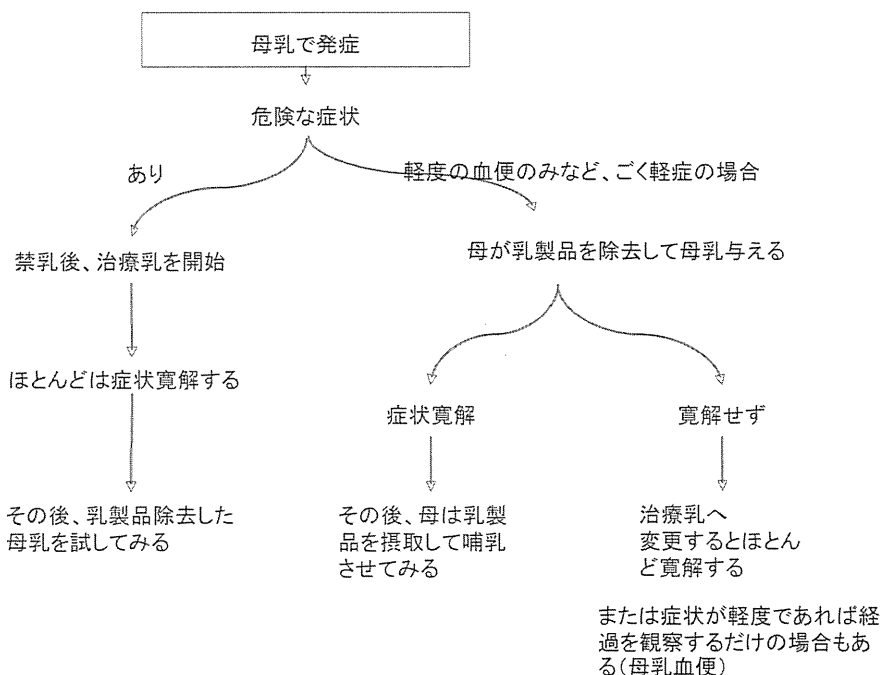 母乳で発症
危険な症状
あり
軽度の血便のみなど、ごく軽症の場合
禁乳後、治療乳を開始
母が乳製品を除去して母乳与える
ほとんどは症状寛解する
症状寛解
寛解せず
その後、乳製品除去した
母乳を試してみる
その後、母は乳製
品を摂取して哺乳
させてみる
治療乳へ
変更するとほとん
ど寛解する
または症状が軽度であれば経
過を観察するだけの場合もあ
る(母乳血便)